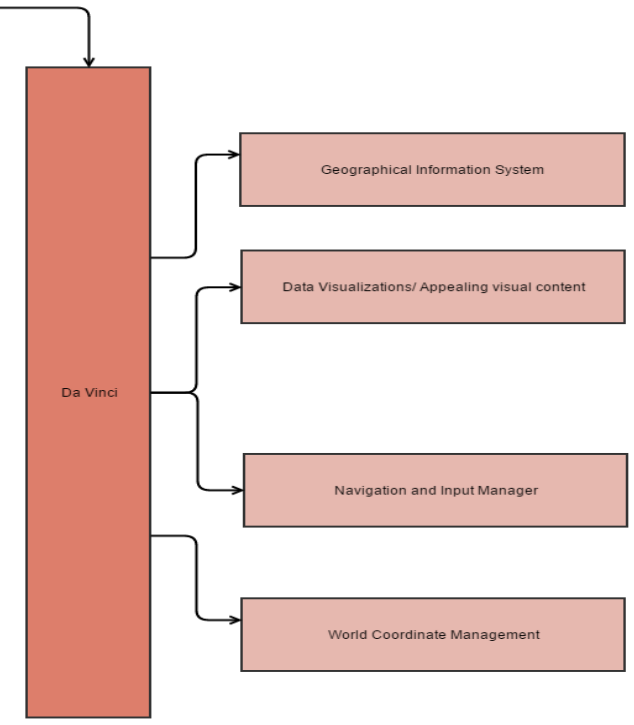 Geographical Information System
Data Visualizations/ Appealing visual content
Da Vinci
Navigation and Input Manager
World Coordinate Management